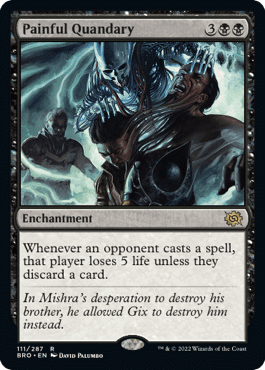 Painful Quandary 3
Enchantment
Whenever an opponent casts a spell,
that player loses 5 life unless they
discard a card.
In Mishra's desperation to destroy his
brother, he allowed Gix to destroy him
instead.
111/287 R
BRO • EN DAVID PALUMBO
™ & © 2022 Wizards of the Coast